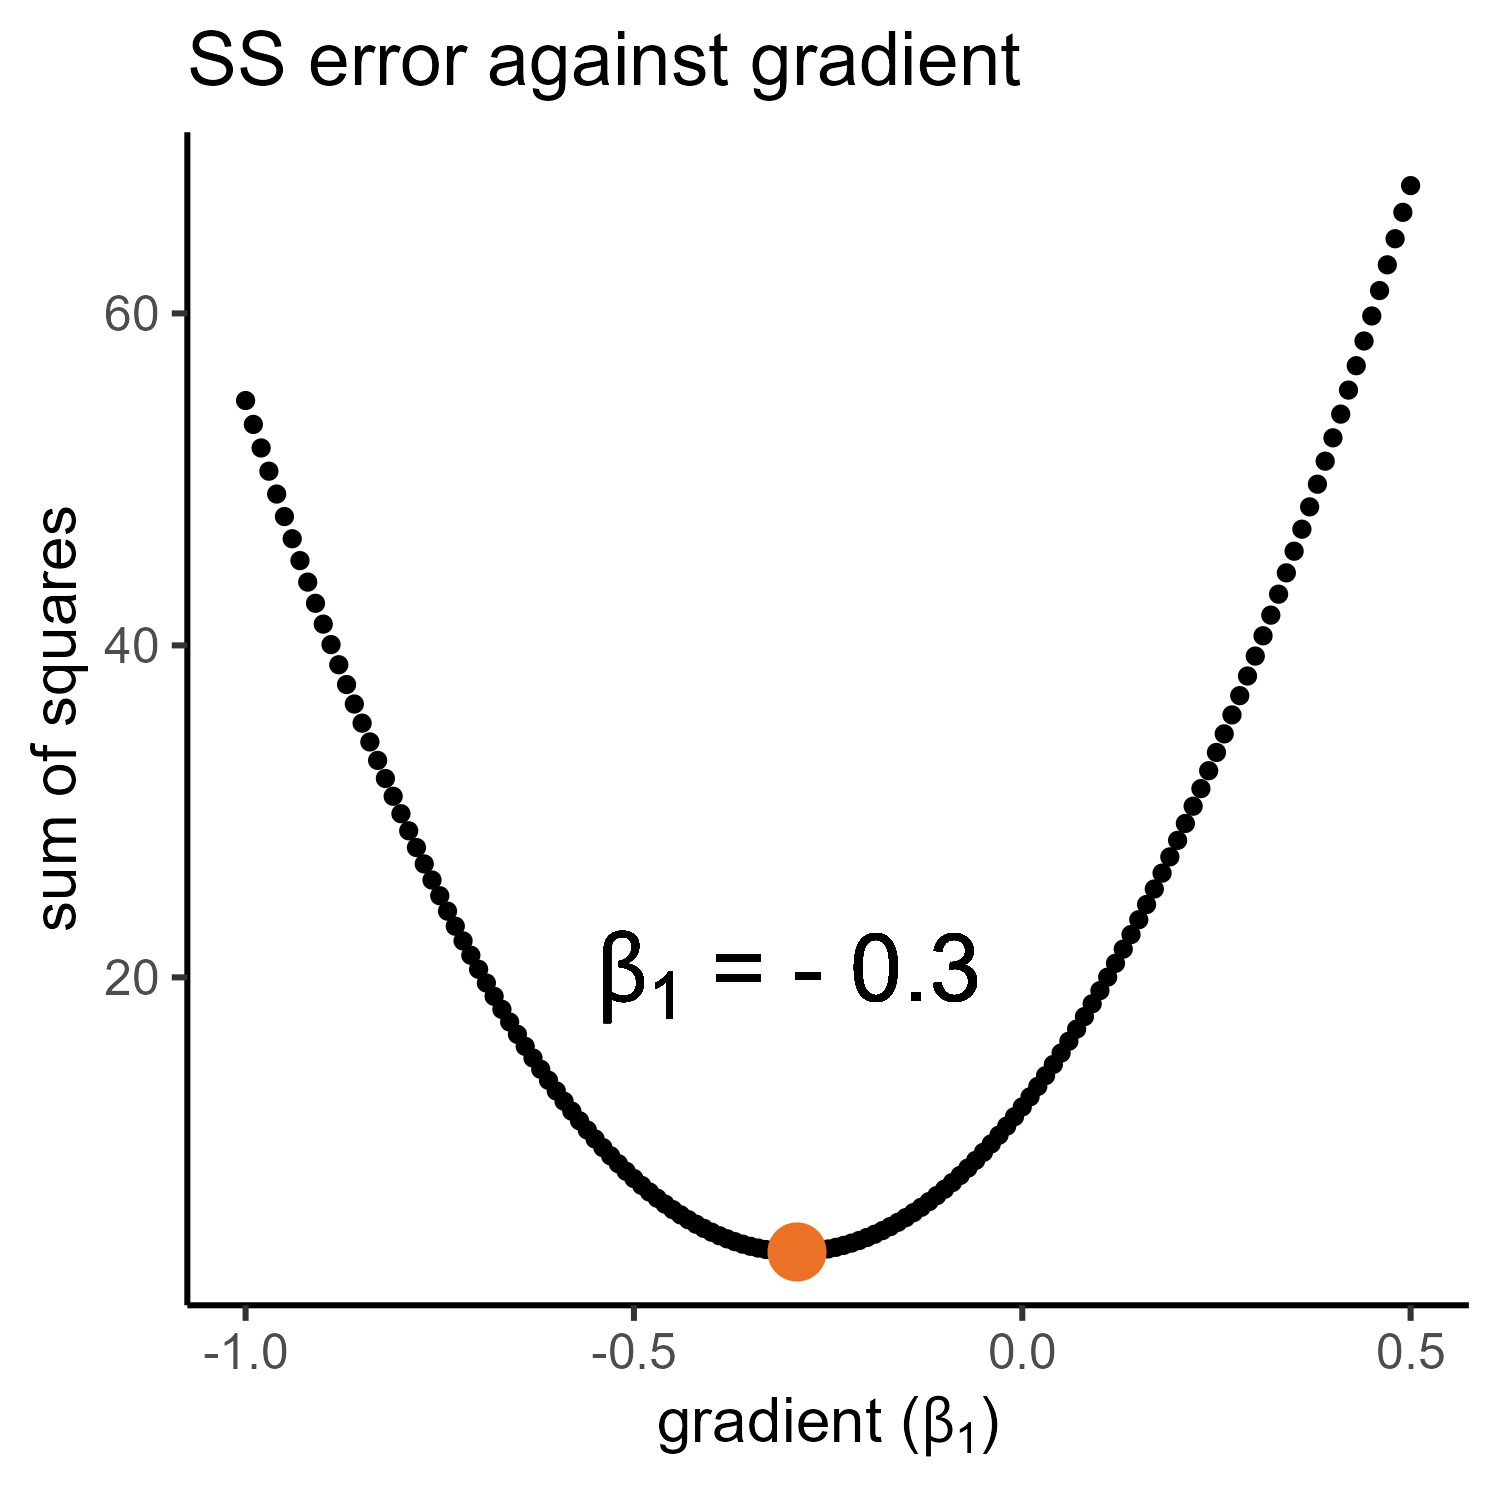 SS error against gradient
sum of squares
60
40
20
β₁ = - 0.3
-1.0 -0.5 0.0 0.5
gradient (β₁)